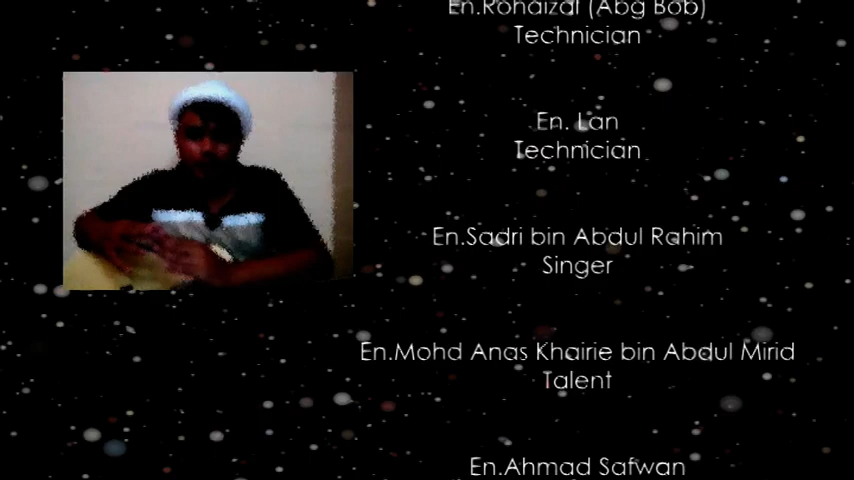 En.Rohaizal (Abg Bob)
Technician
En. Lan
Technician
En.Sadri bin Abdul Rahim
Singer
En.Mohd Anas Khairie bin Abdul Mirid
Talent
En.Ahmad Safwan